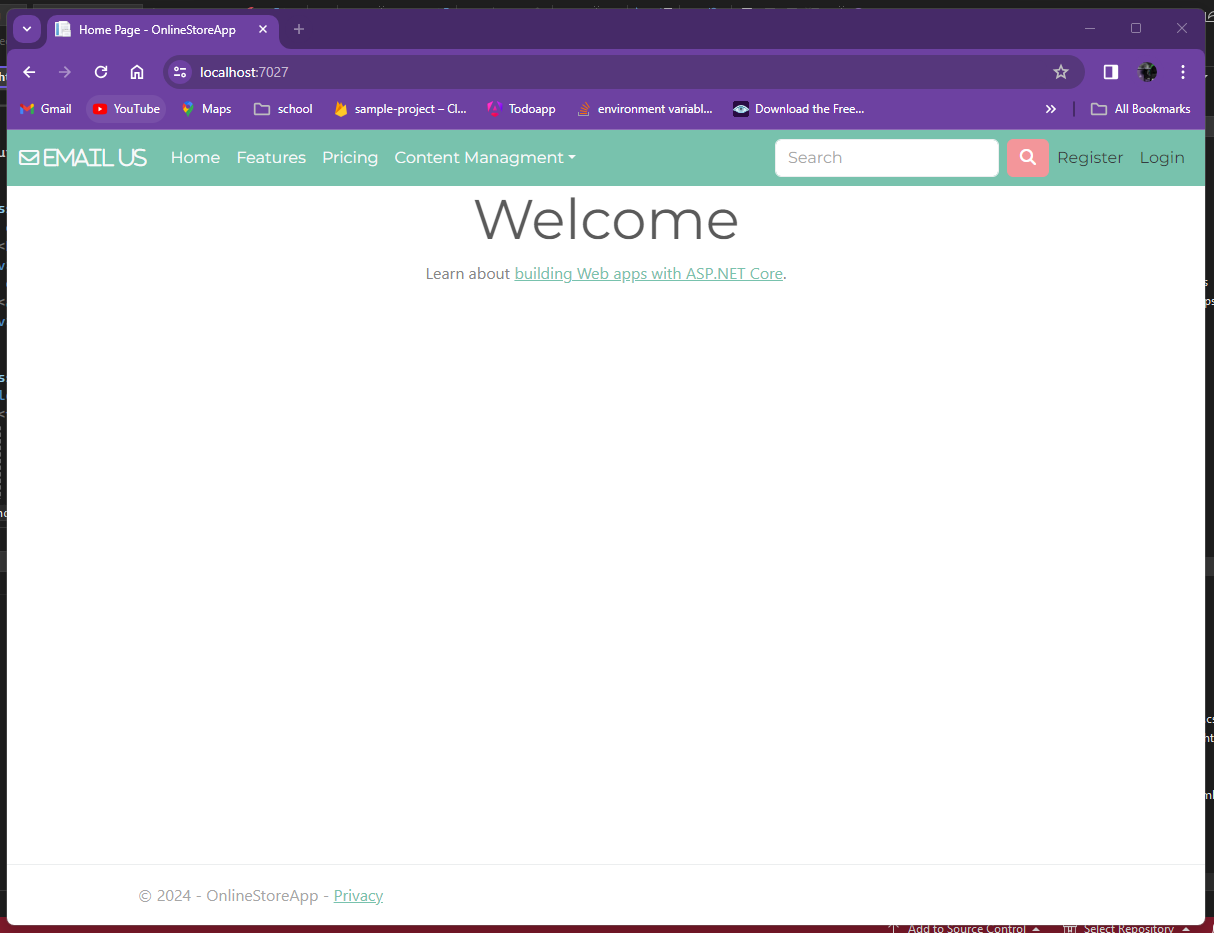 Home Page - OnlineStoreApp
localhost:7027
Gmail YouTube Maps school sample-project – Cl... Todoapp environment variabl... Download the Free... All Bookmarks
EMAIL US Home Features Pricing Content Managment Search Register Login
Welcome
Learn about building Web apps with ASP.NET Core.
© 2024 - OnlineStoreApp - Privacy
Add to Source Control Select Repository